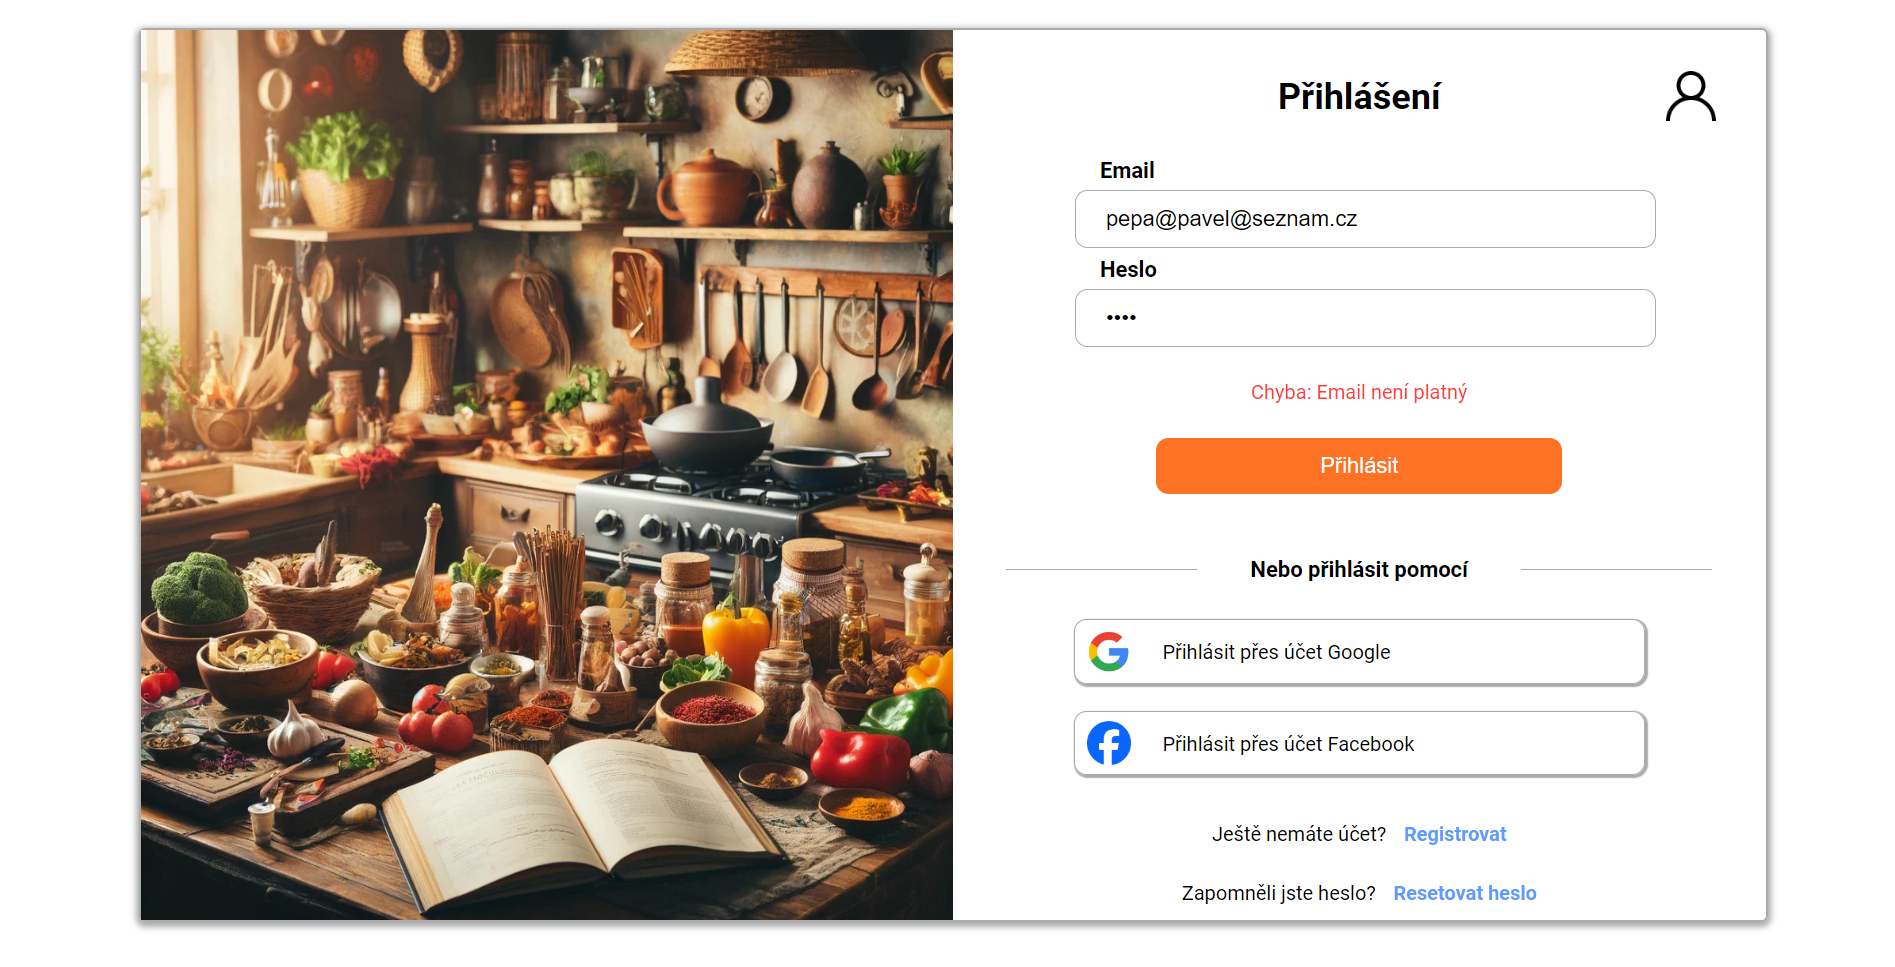 Přihlášení
Email
pepa@pavel@seznam.cz
Heslo
••••
Chyba: Email není platný
Přihlásit
Nebo přihlásit pomocí
Přihlásit přes účet Google
Přihlásit přes účet Facebook
Ještě nemáte účet? Registrovat
Zapomněli jste heslo? Resetovat heslo